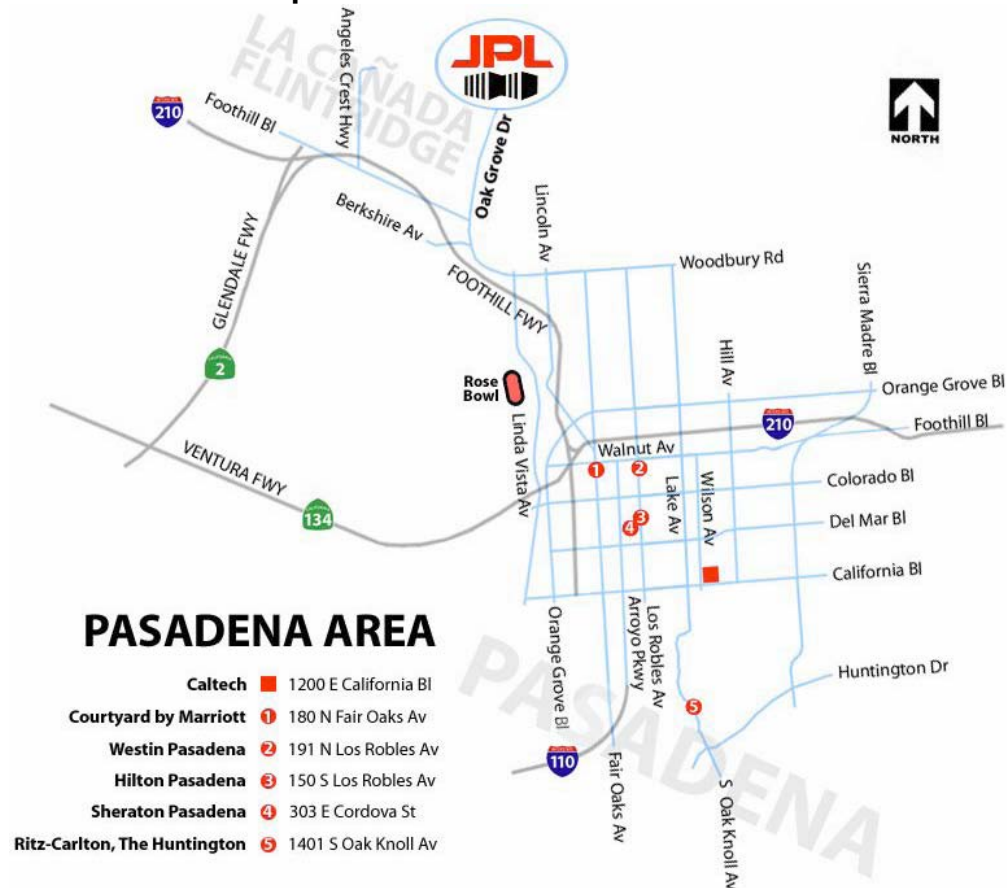 LA CAÑADA
FLINTRIDGE
Angeles Crest Hwy
JPL
210
Foothill Bl
NORTH
Oak Grove Dr
Lincoln Av
Berkshire Av
Woodbury Rd
GLENDALE FWY
FOOTHILL FWY
Sierra Madre Bl
2
Hill Av
Rose
Bowl
Orange Grove Bl
210
Foothill Bl
Linda Vista Av
Walnut Av
VENTURA FWY
1
2
Lake Av
Wilson Av
Colorado Bl
134
3
4
Del Mar Bl
California Bl
PASADENA AREA
Orange Grove Bl
Arroyo Pkwy
Los Robles Av
PASADENA
Huntington Dr
Caltech 1200 E California Bl
Courtyard by Marriott 1 180 N Fair Oaks Av
5
Westin Pasadena 2 191 N Los Robles Av
110
Fair Oaks Av
S Oak Knoll Av
Hilton Pasadena 3 150 S Los Robles Av
Sheraton Pasadena 4 303 E Cordova St
Ritz-Carlton, The Huntington 5 1401 S Oak Knoll Av